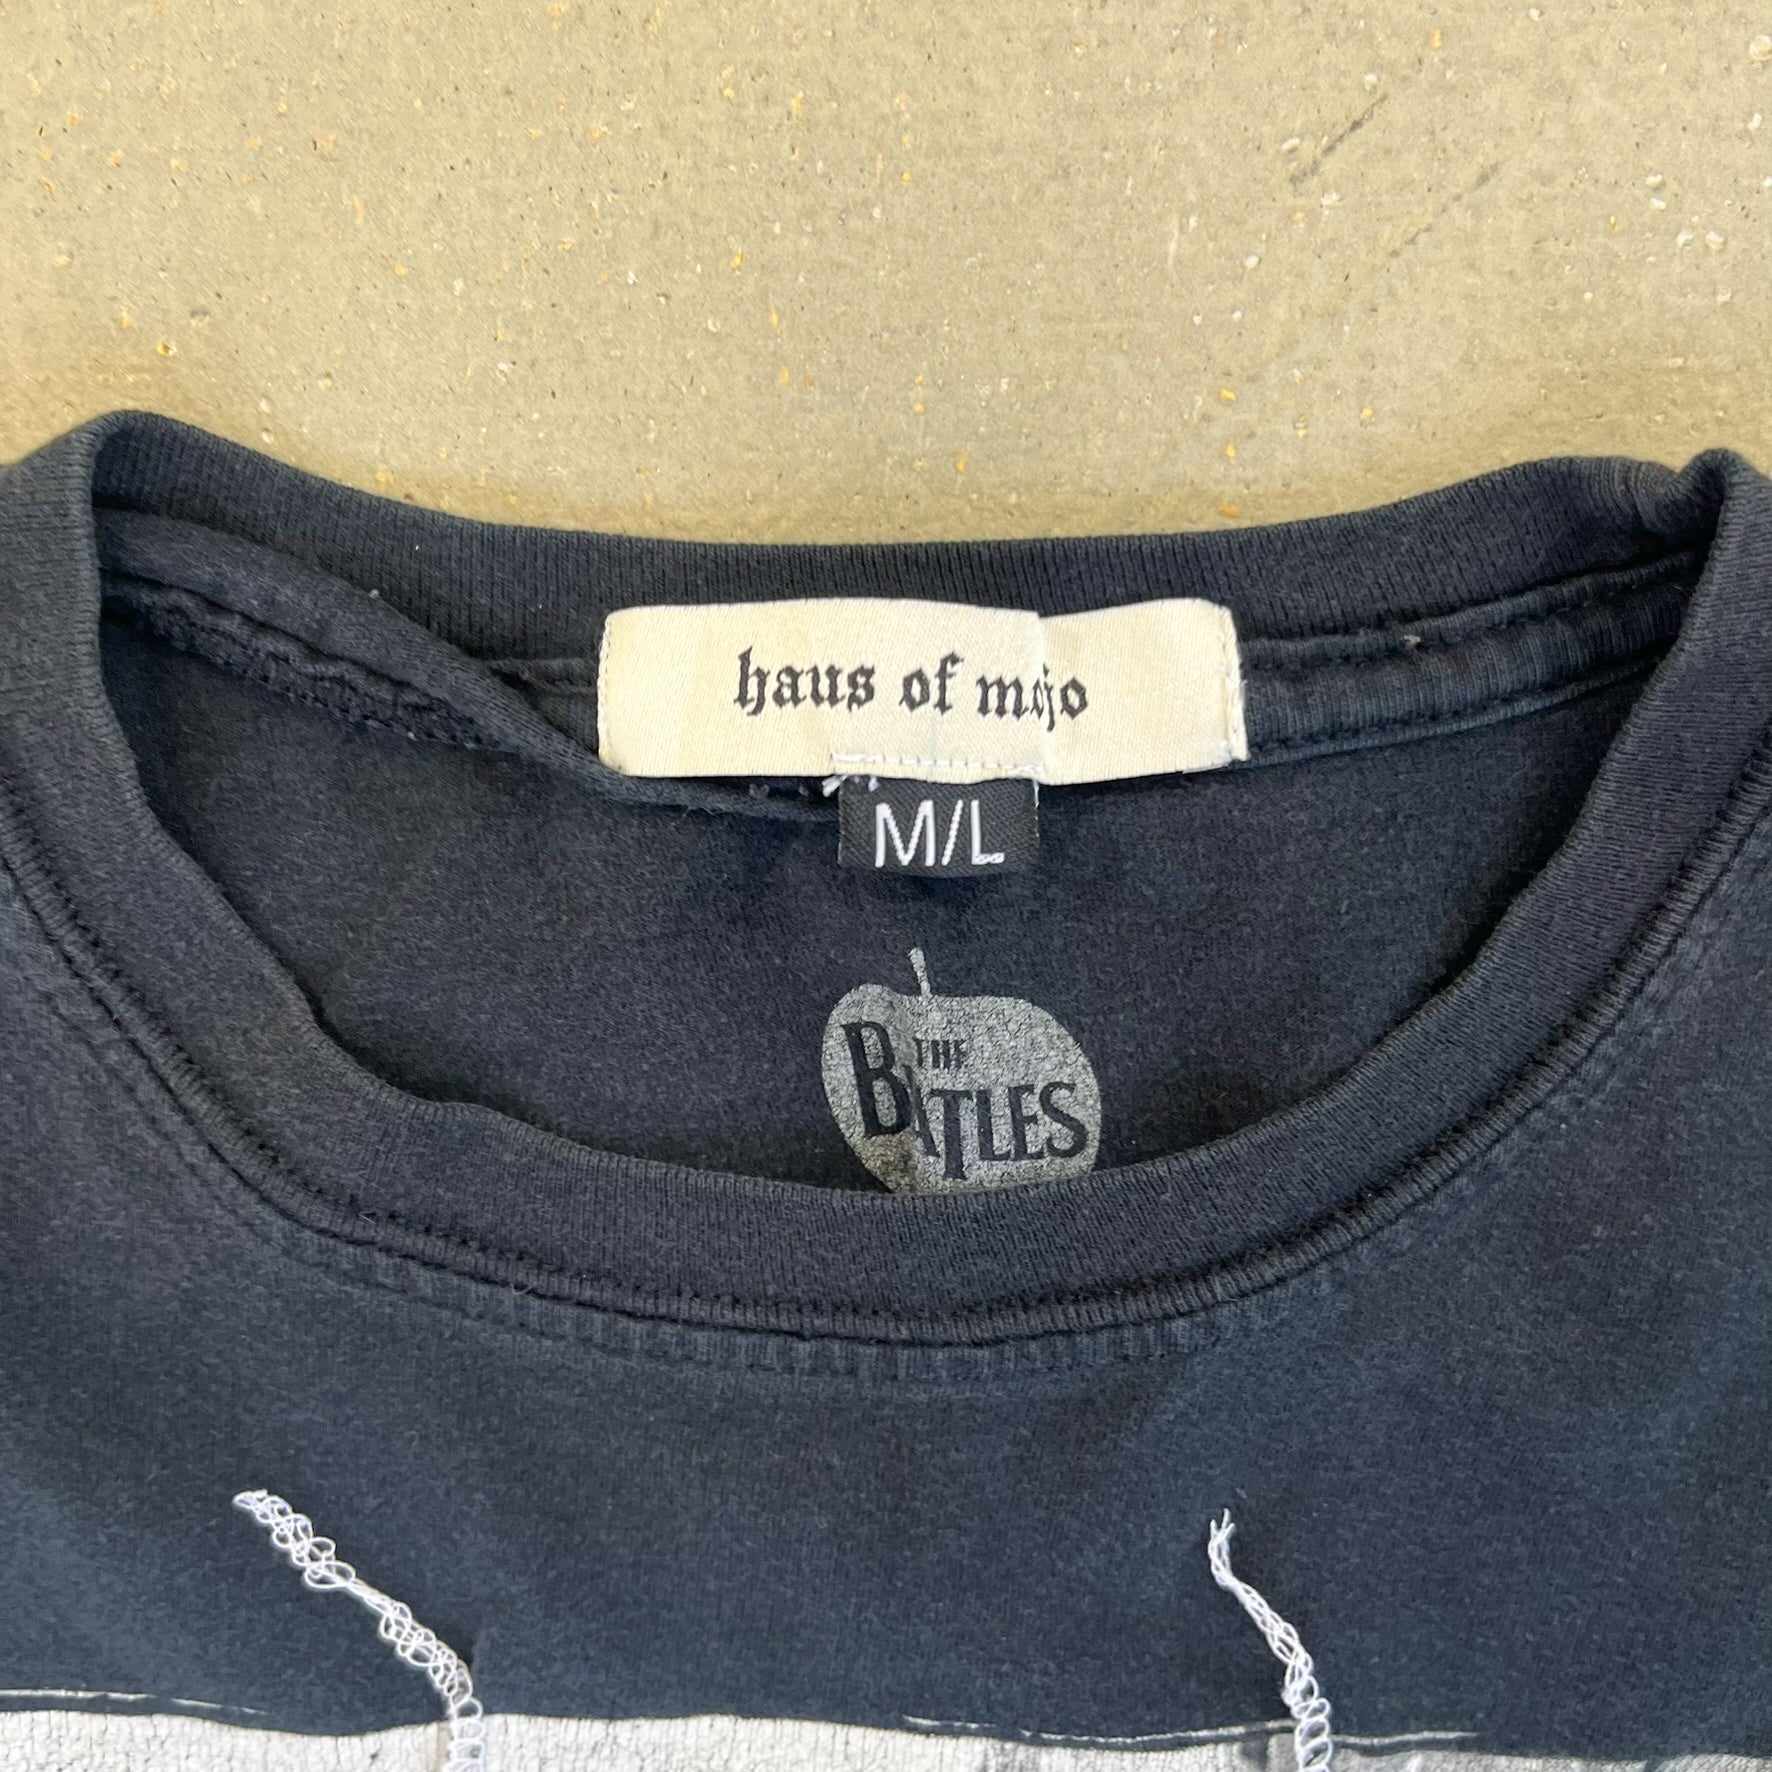 haus of mojo
M/L
THE
BEATLES